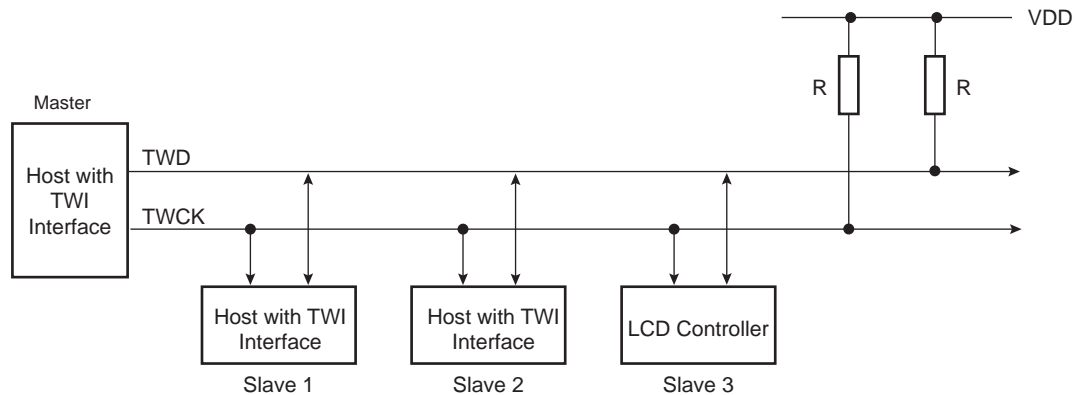 VDD
R
R
Master
Host with
TWI
Interface
TWD
TWCK
Host with TWI
Interface
Slave 1
Host with TWI
Interface
Slave 2
LCD Controller
Slave 3